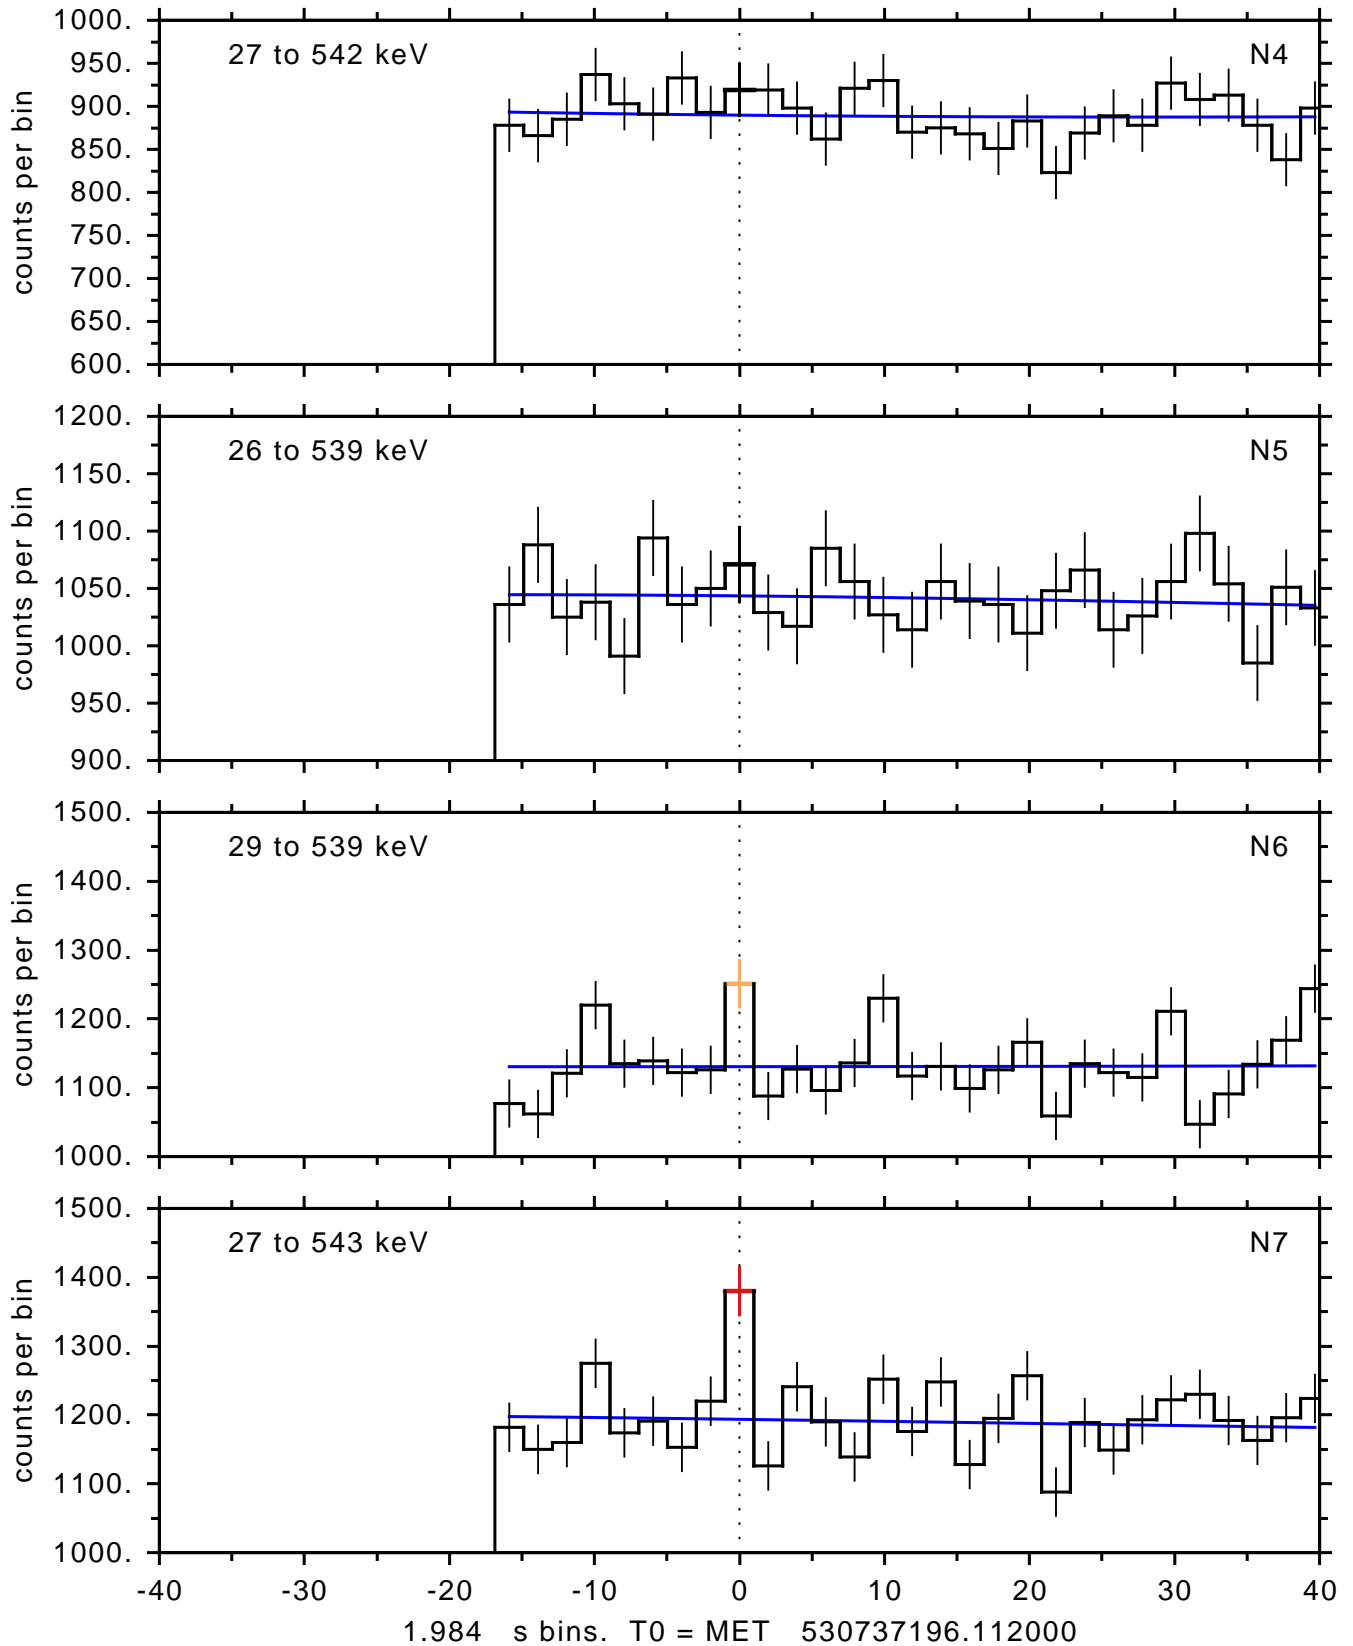 1000.
950.
900.
850.
800.
750.
700.
650.
600.
counts per bin
27 to 542 keV N4
1200.
1150.
1100.
1050.
1000.
950.
900.
counts per bin
26 to 539 keV N5
1500.
1400.
1300.
1200.
1100.
1000.
counts per bin
29 to 539 keV N6
1500.
1400.
1300.
1200.
1100.
1000.
counts per bin
27 to 543 keV N7
-40 -30 -20 -10 0 10 20 30 40
1.984 s bins. T0 = MET 530737196.112000